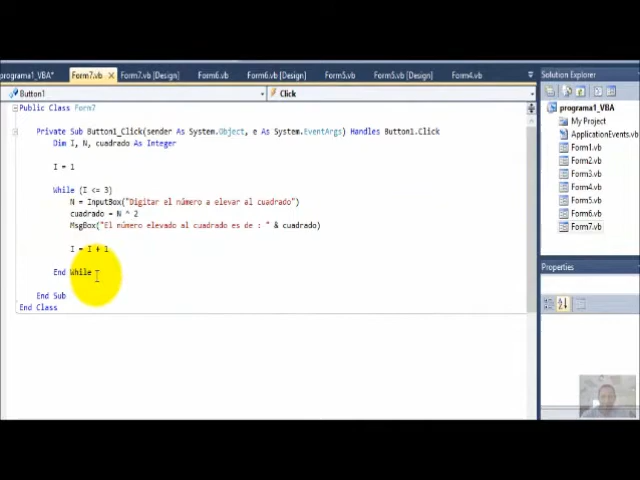 programa1_VBA* Form7.vb × Form7.vb [Design] Form6.vb Form6.vb [Design] Form5.vb Form5.vb [Design] Form4.vb
Button1 Click
Public Class Form7
Private Sub Button1_Click(sender As System.Object, e As System.EventArgs) Handles Button1.Click
Dim I, N, cuadrado As Integer
I = 1
While (I <= 3)
N = InputBox("Digitar el número a elevar al cuadrado")
cuadrado = N ^ 2
MsgBox("El número elevado al cuadrado es de : " & cuadrado)
I = I + 1
End While
End Sub
End Class
Solution Explorer
programa1_VBA
My Project
ApplicationEvents.vb
Form1.vb
Form2.vb
Form3.vb
Form4.vb
Form5.vb
Form6.vb
Form7.vb
Properties